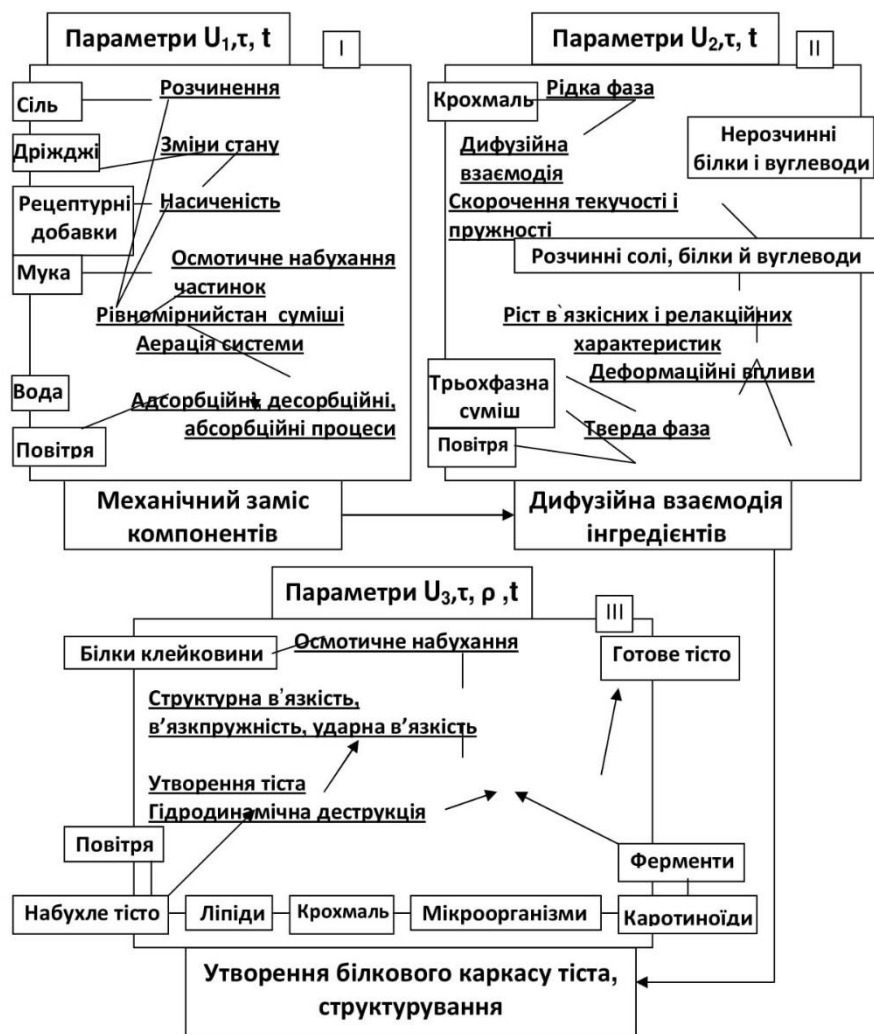 Параметри U₁,τ, t
I
Сіль
Розчинення
Дріжджі
Зміни стану
Рецептурні
добавки
Насиченість
Мука
Осмотичне набухання
частинок
Рівномірнийстан суміші
Аерація системи
Вода
Адсорбційні, десорбційні,
абсорбційні процеси
Повітря
Механічний заміс
компонентів
Параметри U₂,τ, t
II
Крохмаль
Рідка фаза
Нерозчинні
білки і вуглеводи
Дифузійна
взаємодія
Скорочення текучості і
пружності
Розчинні солі, білки й вуглеводи
Ріст в`язкісних і релакційних
характеристик
Деформаційні впливи
Трьохфазна
суміш
Тверда фаза
Повітря
Дифузійна взаємодія
інгредієнтів
Параметри U₃,τ, ρ ,t
III
Білки клейковини
Осмотичне набухання
Готове тісто
Структурна в'язкість,
в'язкпружність, ударна в'язкість
Утворення тіста
Гідродинамічна деструкція
Повітря
Ферменти
Набухле тісто
Ліпіди
Крохмаль
Мікроорганізми
Каротиноїди
Утворення білкового каркасу тіста,
структурування